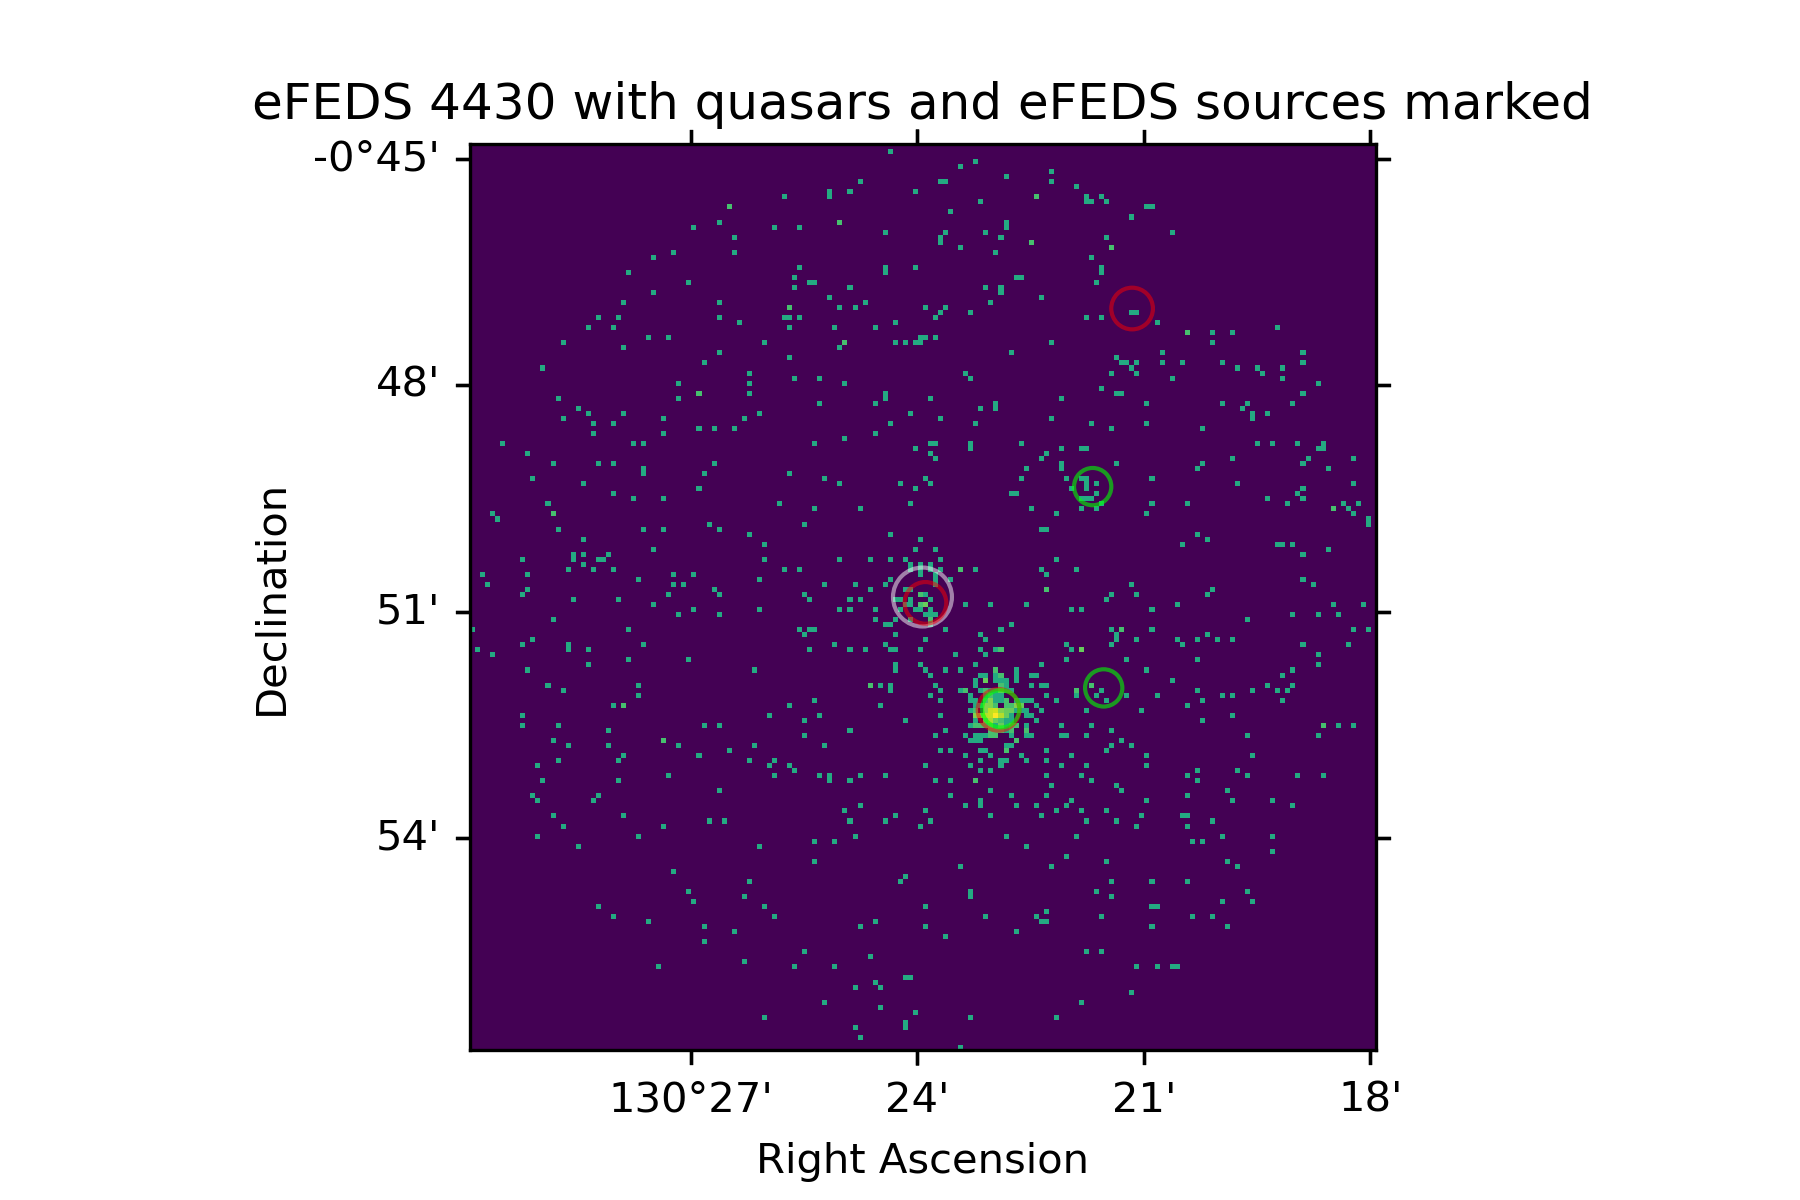 eFEDS 4430 with quasars and eFEDS sources marked
-0°45'
48'
51'
54'
Declination
130°27'
24'
21'
18'
Right Ascension